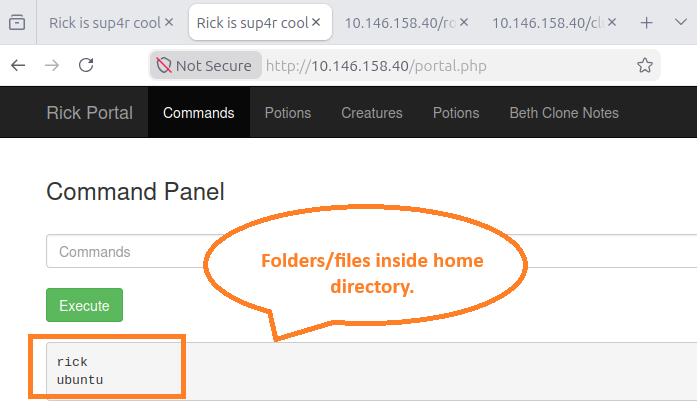 Rick is sup4r cool
Rick is sup4r cool
10.146.158.40/ro
10.146.158.40/cl
Not Secure
http://10.146.158.40/portal.php
Rick Portal
Commands
Potions
Creatures
Potions
Beth Clone Notes
Command Panel
Commands
Folders/files inside home
directory.
Execute
rick
ubuntu